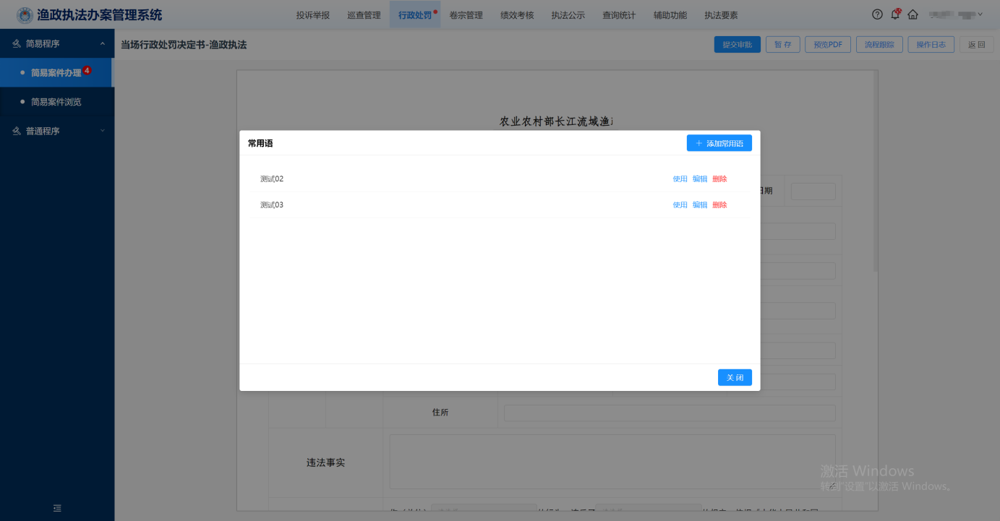 渔政执法办案管理系统
投诉举报 巡查管理 行政处罚 卷宗管理 绩效考核 执法公示 查询统计 辅助功能 执法要素
简易程序
当场行政处罚决定书-渔政执法
提交审批 暂 存 预览PDF 流程跟踪 操作日志 返 回
简易案件办理 4
简易案件浏览
普通程序
农业农村部长江流域渔
常用语
+ 添加常用语
测试02 使用 编辑 删除
日期
测试03 使用 编辑 删除
关 闭
住所
违法事实
激活 Windows
转到"设置"以激活 Windows。